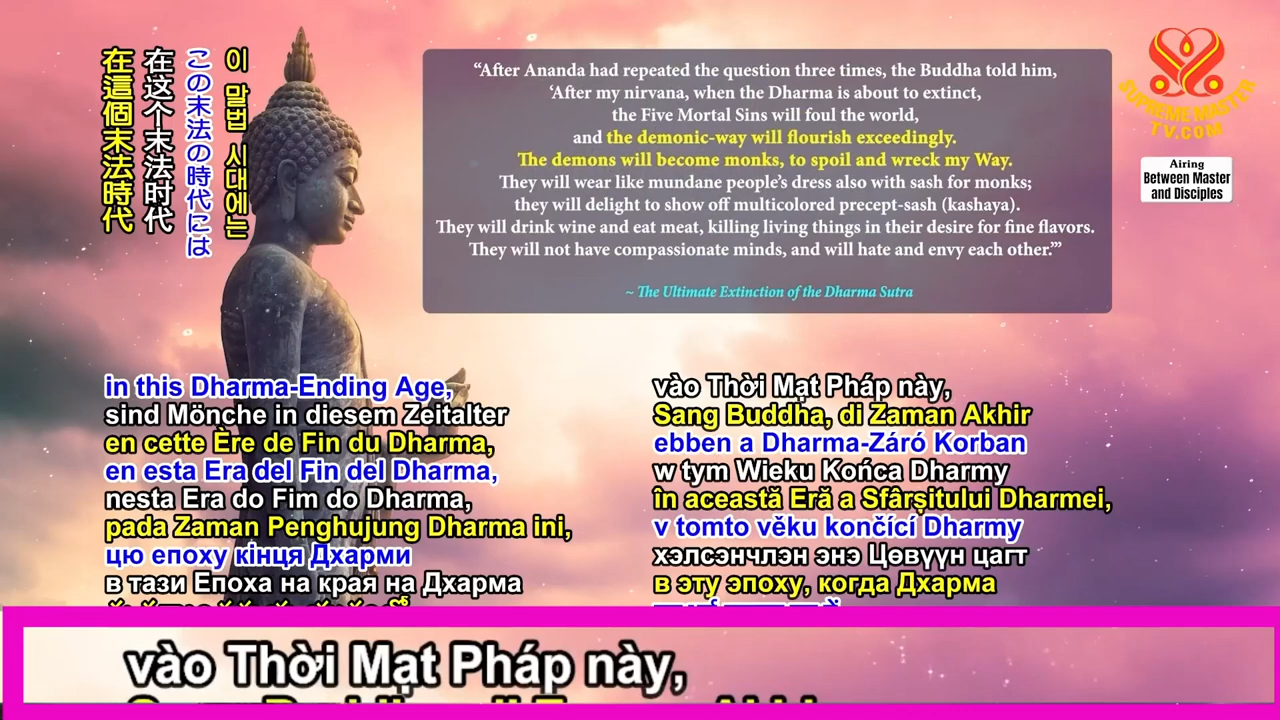 在這個末法時代
在这个末法时代
この末法の時代には
이 말법 시대에는
“After Ananda had repeated the question three times, the Buddha told him,
‘After my nirvana, when the Dharma is about to extinct,
the Five Mortal Sins will foul the world,
and the demonic-way will flourish exceedingly.
The demons will become monks, to spoil and wreck my Way.
They will wear like mundane people’s dress also with sash for monks;
they will delight to show off multicolored precept-sash (kashaya).
They will drink wine and eat meat, killing living things in their desire for fine flavors.
They will not have compassionate minds, and will hate and envy each other.’”
~ The Ultimate Extinction of the Dharma Sutra
SUPREME MASTER
TV.COM
Airing
Between Master
and Disciples
in this Dharma-Ending Age,
sind Mönche in diesem Zeitalter
en cette Ère de Fin du Dharma,
en esta Era del Fin del Dharma,
nesta Era do Fim do Dharma,
pada Zaman Penghujung Dharma ini,
цю епоху кінця Дхарми
в тази Епоха на края на Дхарма
vào Thời Mạt Pháp này,
Sang Buddha, di Zaman Akhir
ebben a Dharma-Záró Korban
w tym Wieku Końca Dharmy
în această Eră a Sfârșitului Dharmei,
v tomto věku končící Dharmy
хэлсэнчлэн энэ Цөвүүн цагт
в эту эпоху, когда Дхарма
vào Thời Mạt Pháp này,